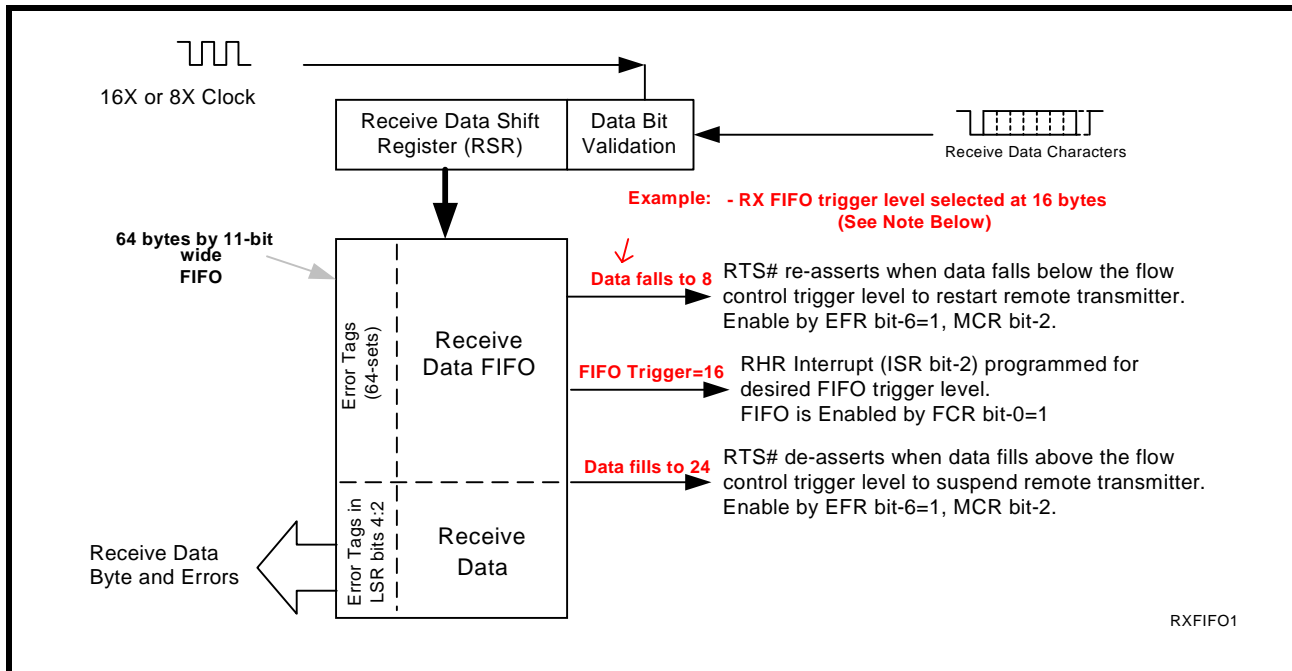 16X or 8X Clock
Receive Data Shift
Register (RSR)
Data Bit
Validation
Receive Data Characters
Example: - RX FIFO trigger level selected at 16 bytes
(See Note Below)
64 bytes by 11-bit
wide
FIFO
Error Tags
(64-sets)
Receive
Data FIFO
Data falls to 8
RTS# re-asserts when data falls below the flow
control trigger level to restart remote transmitter.
Enable by EFR bit-6=1, MCR bit-2.
FIFO Trigger=16
RHR Interrupt (ISR bit-2) programmed for
desired FIFO trigger level.
FIFO is Enabled by FCR bit-0=1
Data fills to 24
RTS# de-asserts when data fills above the flow
control trigger level to suspend remote transmitter.
Enable by EFR bit-6=1, MCR bit-2.
Error Tags in
LSR bits 4:2
Receive
Data
Receive Data
Byte and Errors
RXFIFO1